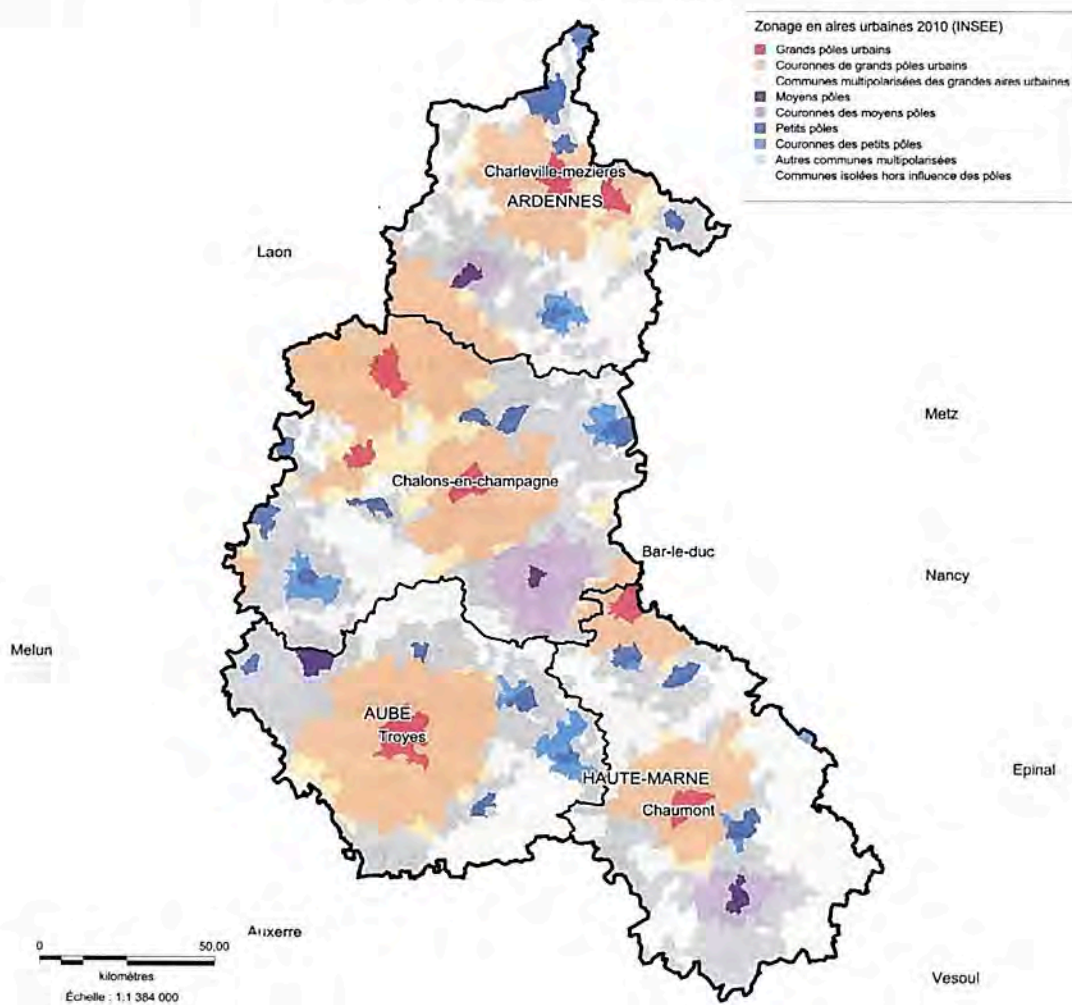 Zonage en aires urbaines 2010 (INSEE)
Grands pôles urbains
Couronnes de grands pôles urbains
Communes multipolarisées des grandes aires urbaines
Moyens pôles
Couronnes des moyens pôles
Petits pôles
Couronnes des petits pôles
Autres communes multipolarisées
Communes isolées hors influence des pôles
Charleville-mezières
ARDENNES
Laon
Metz
Chalons-en-champagne
Bar-le-duc
Nancy
Melun
AUBE
Troyes
HAUTE-MARNE
Epinal
Chaumont
Auxerre
0 50,00
kilomètres
Échelle : 1:1 384 000
Vesoul